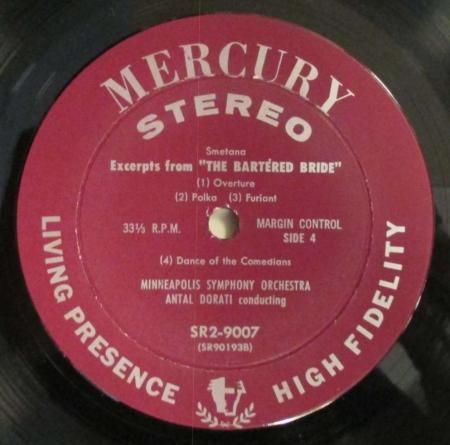 MERCURY
STEREO
Smetana
Excerpts from "THE BARTERED BRIDE"
(1) Overture
(2) Polka (3) Furiant
33⅓ R.P.M.
MARGIN CONTROL
SIDE 4
(4) Dance of the Comedians
MINNEAPOLIS SYMPHONY ORCHESTRA
ANTAL DORATI conducting
SR2-9007
(SR90193B)
LIVING PRESENCE
HIGH FIDELITY